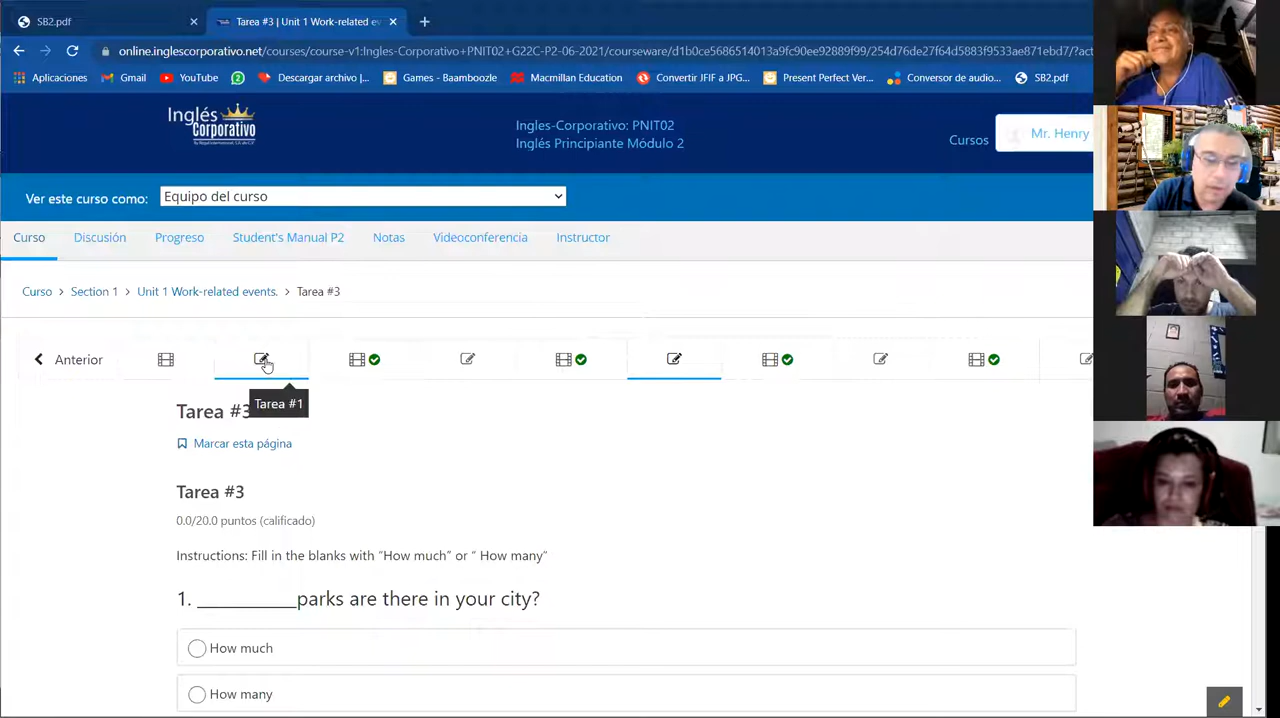 SB2.pdf
Tarea #3 | Unit 1 Work-related ev
online.inglescorporativo.net/courses/course-v1:Ingles-Corporativo+PNIT02+G22C-P2-06-2021/courseware/d1b0ce5686514013a9fc90ee92889f99/254d76de27f64d5883f9533ae871ebd7/?act
Aplicaciones
Gmail
YouTube
Descargar archivo |...
Games - Baamboozle
Macmillan Education
Convertir JFIF a JPG...
Present Perfect Ver...
Conversor de audio...
SB2.pdf
Inglés
Corporativo
Ingles-Corporativo: PNIT02
Inglés Principiante Módulo 2
Cursos
Mr. Henry
Ver este curso como:
Equipo del curso
Curso
Discusión
Progreso
Student's Manual P2
Notas
Videoconferencia
Instructor
Curso > Section 1 > Unit 1 Work-related events. > Tarea #3
Anterior
Tarea #1
Tarea #3
Marcar esta página
Tarea #3
0.0/20.0 puntos (calificado)
Instructions: Fill in the blanks with “How much” or “ How many”
1. __________parks are there in your city?
How much
How many